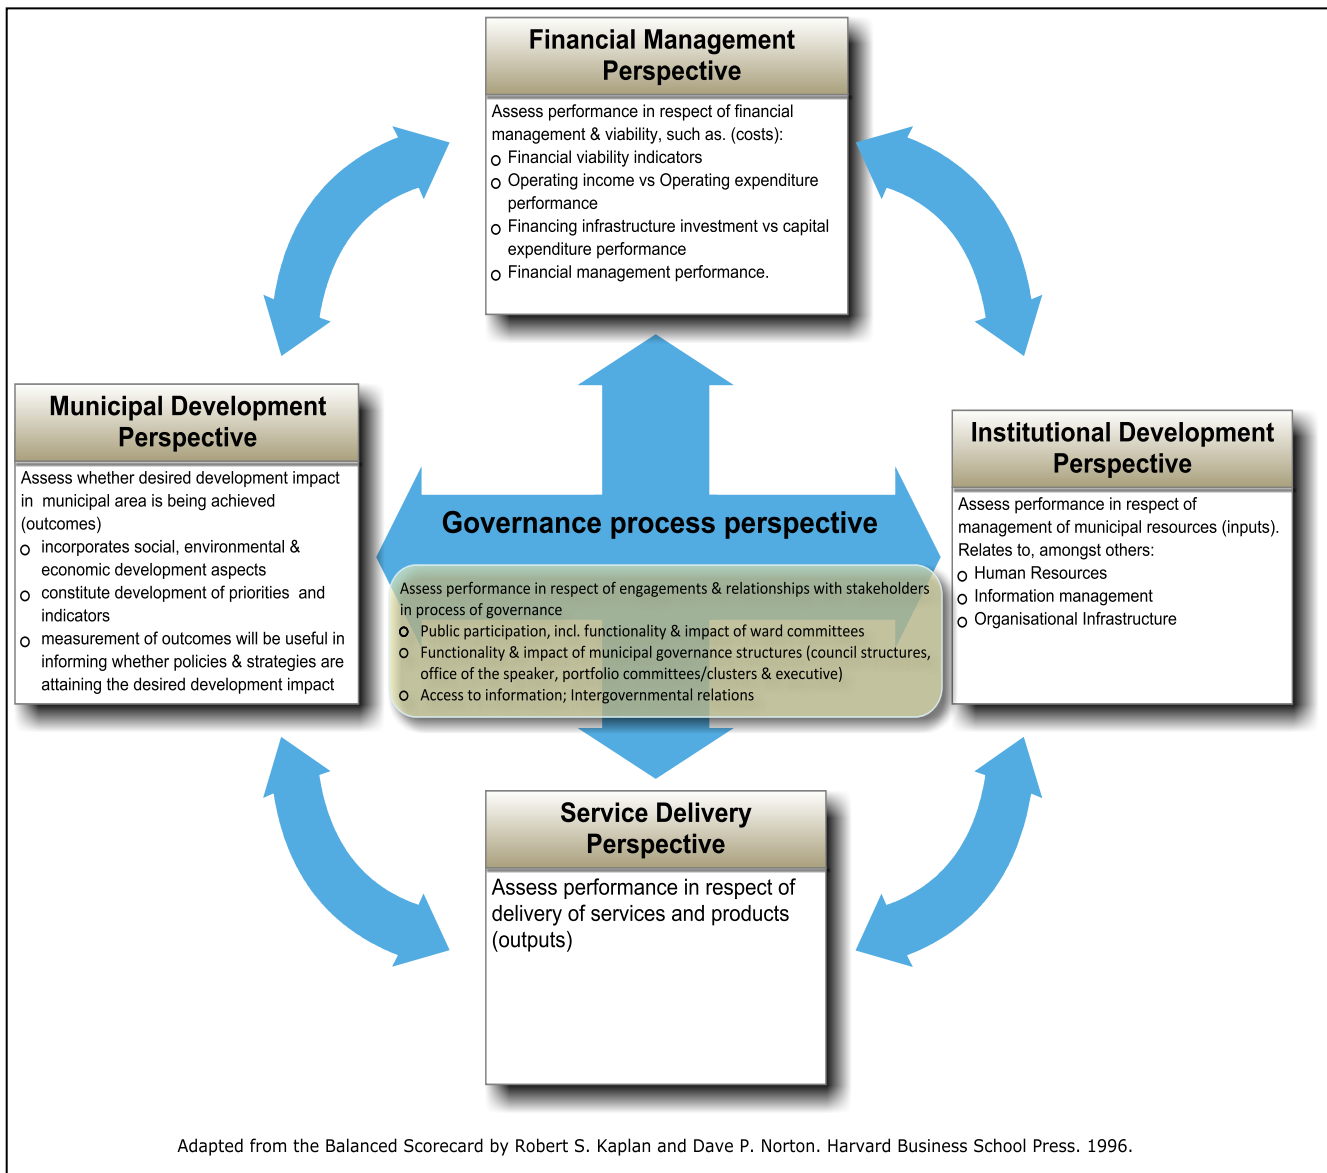 Financial Management
Perspective
Assess performance in respect of financial
management & viability, such as. (costs):
Financial viability indicators
Operating income vs Operating expenditure
performance
Financing infrastructure investment vs capital
expenditure performance
Financial management performance.
Municipal Development
Perspective
Assess whether desired development impact
in municipal area is being achieved
(outcomes)
incorporates social, environmental &
economic development aspects
constitute development of priorities and
indicators
measurement of outcomes will be useful in
informing whether policies & strategies are
attaining the desired development impact
Governance process perspective
Assess performance in respect of engagements & relationships with stakeholders
in process of governance
Public participation, incl. functionality & impact of ward committees
Functionality & impact of municipal governance structures (council structures,
office of the speaker, portfolio committees/clusters & executive)
Access to information; Intergovernmental relations
Institutional Development
Perspective
Assess performance in respect of
management of municipal resources (inputs).
Relates to, amongst others:
Human Resources
Information management
Organisational Infrastructure
Service Delivery
Perspective
Assess performance in respect of
delivery of services and products
(outputs)
Adapted from the Balanced Scorecard by Robert S. Kaplan and Dave P. Norton. Harvard Business School Press. 1996.